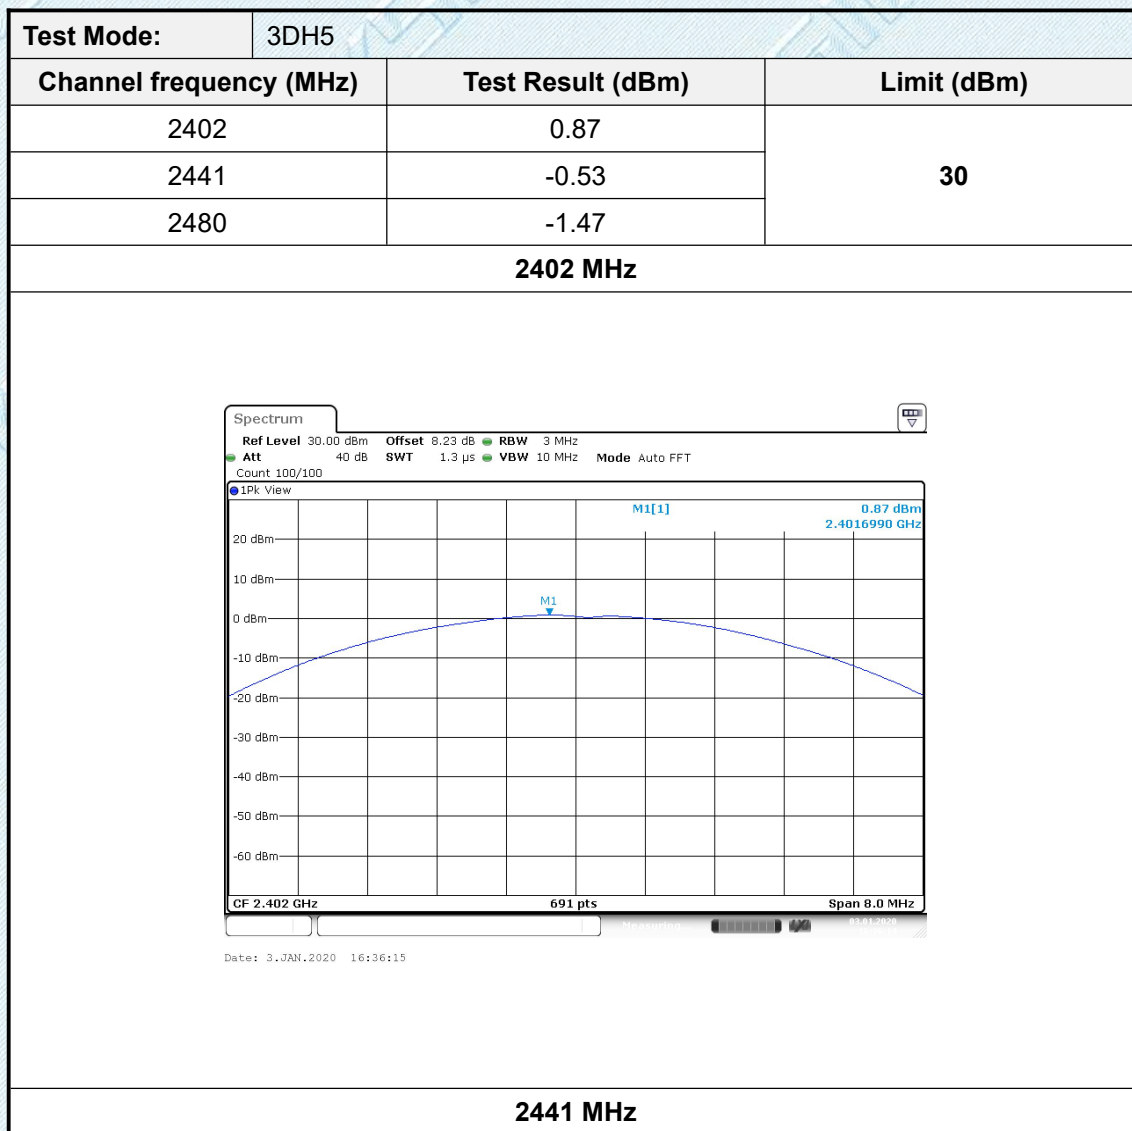 Test Mode: 3DH5
Channel frequency (MHz) Test Result (dBm) Limit (dBm)
2402 0.87
2441 -0.53 30
2480 -1.47
2402 MHz
Spectrum
Ref Level 30.00 dBm Offset 8.23 dB RBW 3 MHz
Att 40 dB SWT 1.3 µs VBW 10 MHz Mode Auto FFT
Count 100/100
1Pk View
M1[1] 0.87 dBm
2.4016990 GHz
20 dBm
10 dBm
M1
0 dBm
-10 dBm
-20 dBm
-30 dBm
-40 dBm
-50 dBm
-60 dBm
CF 2.402 GHz 691 pts Span 8.0 MHz
Measuring 03.01.2020
Date: 3.JAN.2020 16:36:15
2441 MHz